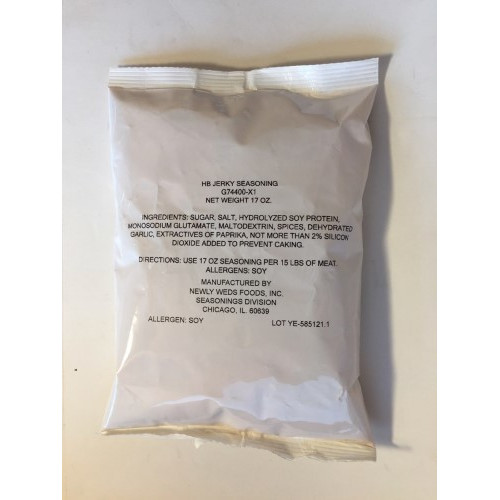 HB JERKY SEASONING
G74400-X1
NET WEIGHT 17 OZ.
INGREDIENTS: SUGAR, SALT, HYDROLYZED SOY PROTEIN,
MONOSODIUM GLUTAMATE, MALTODEXTRIN, SPICES, DEHYDRATED
GARLIC, EXTRACTIVES OF PAPRIKA, NOT MORE THAN 2% SILICON
DIOXIDE ADDED TO PREVENT CAKING.
DIRECTIONS: USE 17 OZ SEASONING PER 15 LBS OF MEAT.
ALLERGENS: SOY
MANUFACTURED BY
NEWLY WEDS FOODS, INC.
SEASONINGS DIVISION
CHICAGO, IL. 60639
ALLERGEN: SOY LOT YE-585121.1